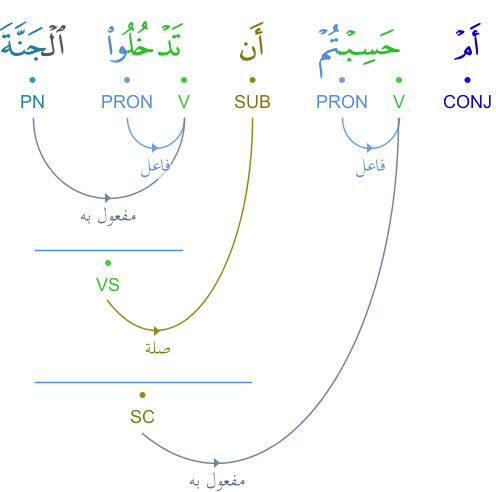 أَمْ حَسِبْتُمْ أَن تَدْخُلُوا۟ ٱلْجَنَّةَ
CONJ V PRON SUB V PRON PN
فاعل فاعل
مفعول به
VS
صلة
SC
مفعول به